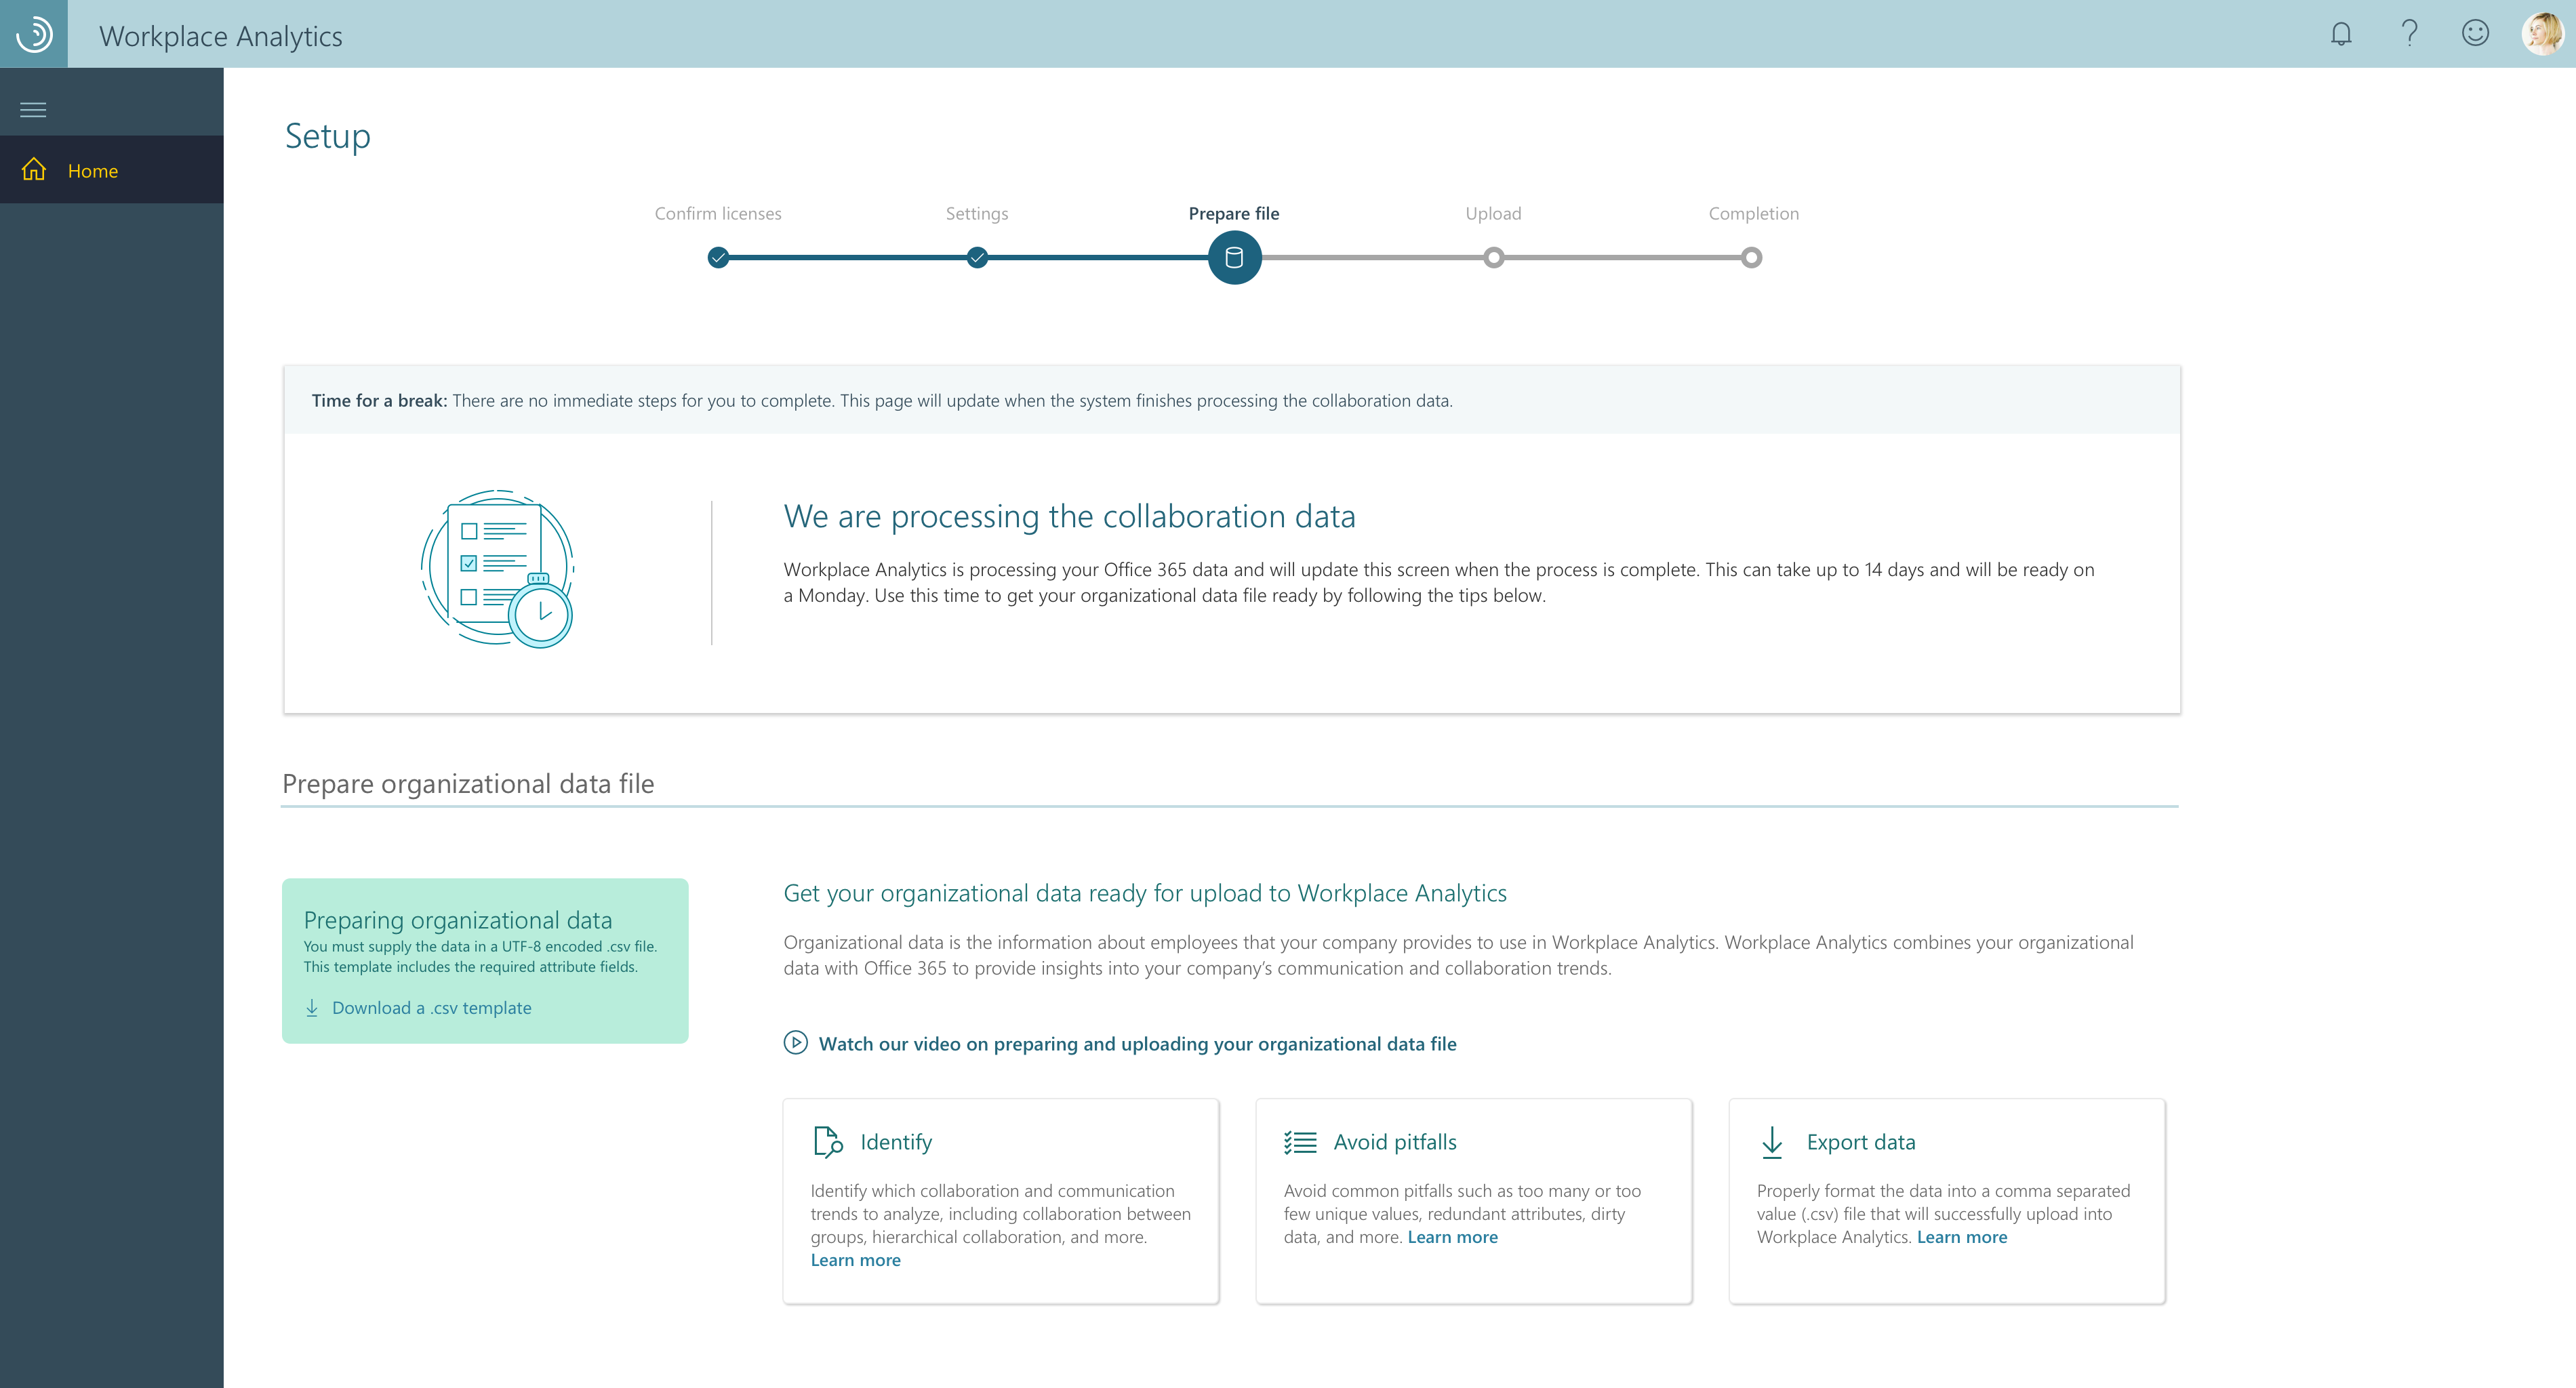 Workplace Analytics
Home
Setup
Confirm licenses
Settings
Prepare file
Upload
Completion
Time for a break: There are no immediate steps for you to complete. This page will update when the system finishes processing the collaboration data.
We are processing the collaboration data
Workplace Analytics is processing your Office 365 data and will update this screen when the process is complete. This can take up to 14 days and will be ready on
a Monday. Use this time to get your organizational data file ready by following the tips below.
Prepare organizational data file
Preparing organizational data
You must supply the data in a UTF-8 encoded .csv file.
This template includes the required attribute fields.
Download a .csv template
Get your organizational data ready for upload to Workplace Analytics
Organizational data is the information about employees that your company provides to use in Workplace Analytics. Workplace Analytics combines your organizational
data with Office 365 to provide insights into your company’s communication and collaboration trends.
Watch our video on preparing and uploading your organizational data file
Identify
Identify which collaboration and communication
trends to analyze, including collaboration between
groups, hierarchical collaboration, and more.
Learn more
Avoid pitfalls
Avoid common pitfalls such as too many or too
few unique values, redundant attributes, dirty
data, and more. Learn more
Export data
Properly format the data into a comma separated
value (.csv) file that will successfully upload into
Workplace Analytics. Learn more